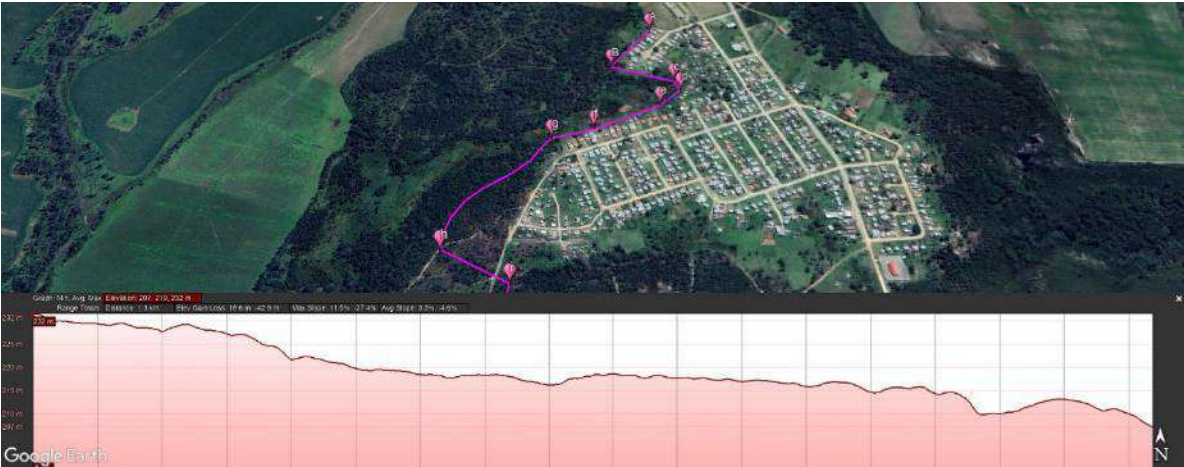 Graph: Min, Avg, Max Elevation: 207, 219, 232 m
Range Totals: Distance: 1.3 km Elev Gain/Loss: 16.6 m, -42.9 m Max Slope: 11.5%, -27.4% Avg Slope: 3.3%, -4.6%
232 m
232 m
225 m
220 m
215 m
210 m
207 m
Google Earth
N